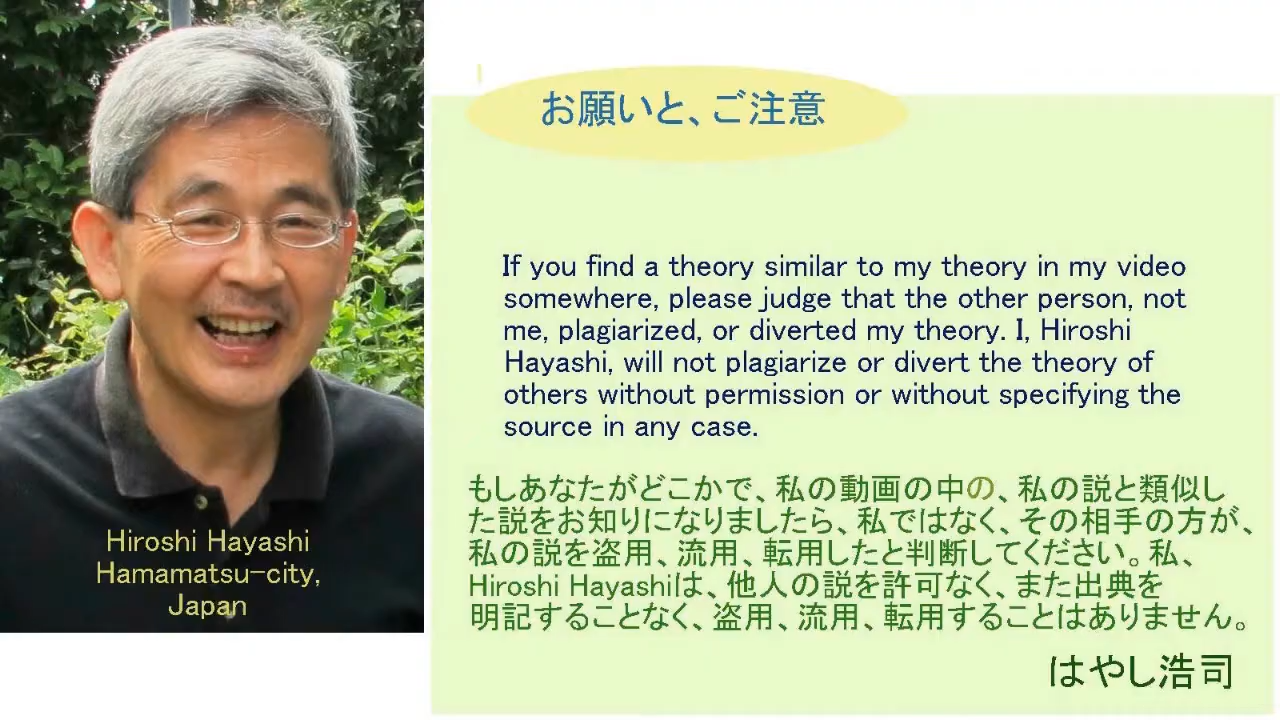 お願いと、ご注意
If you find a theory similar to my theory in my video
somewhere, please judge that the other person, not
me, plagiarized, or diverted my theory. I, Hiroshi
Hayashi, will not plagiarize or divert the theory of
others without permission or without specifying the
source in any case.
もしあなたがどこかで、私の動画の中の、私の説と類似し
た説をお知りになりましたら、私ではなく、その相手の方が、
私の説を盗用、流用、転用したと判断してください。私、
Hiroshi Hayashiは、他人の説を許可なく、また出典を
明記することなく、盗用、流用、転用することはありません。
はやし浩司
Hiroshi Hayashi
Hamamatsu-city,
Japan